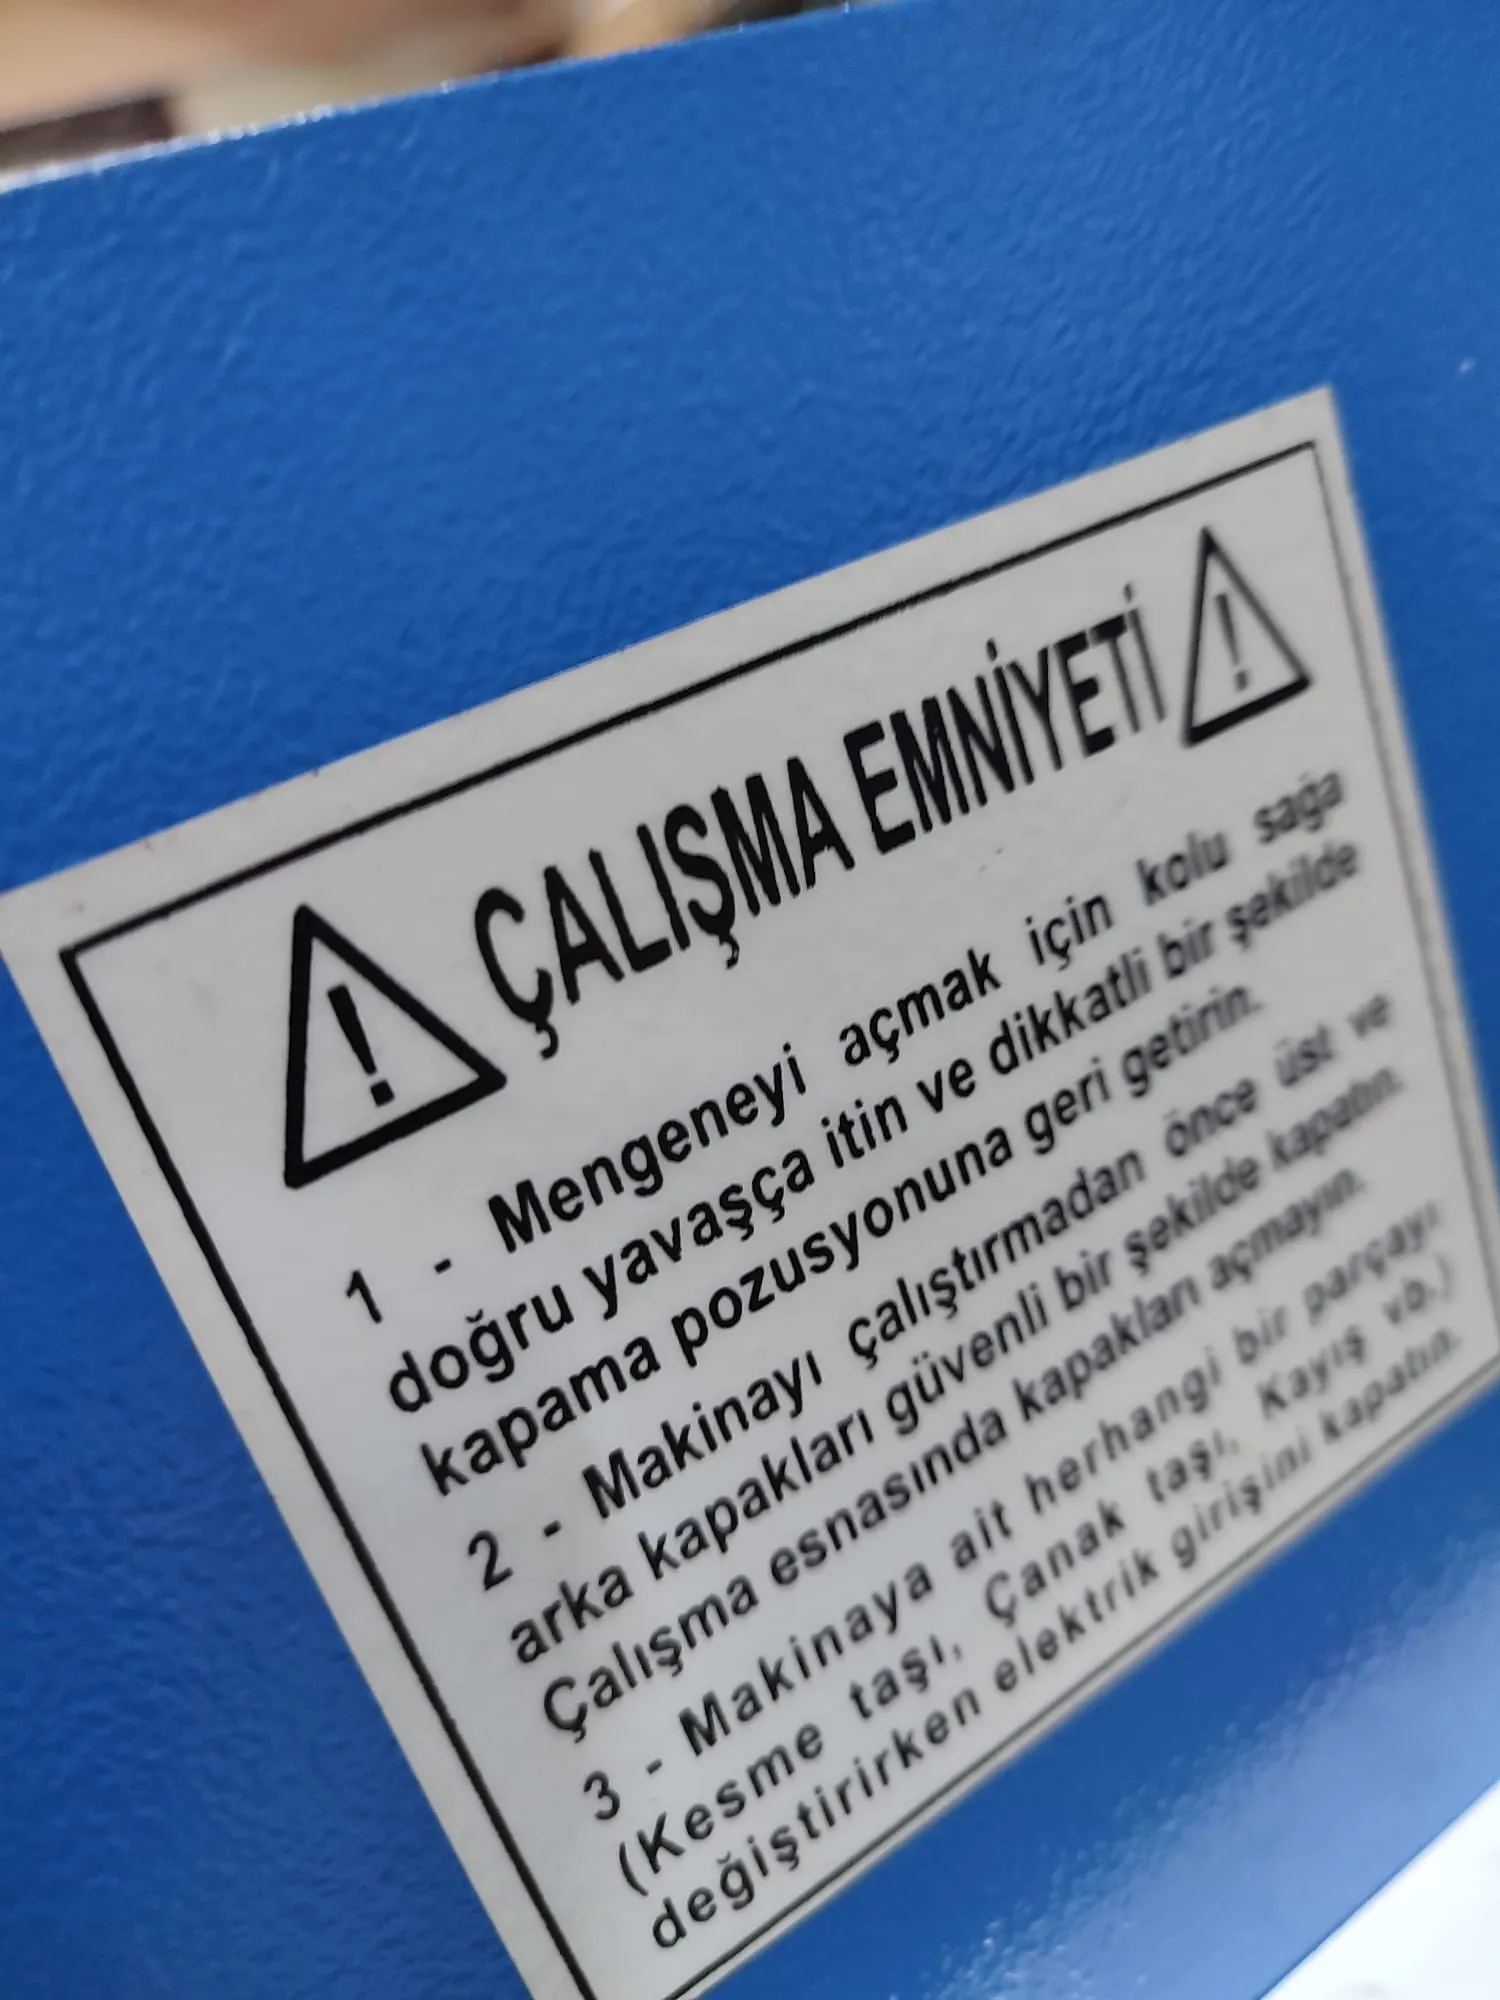 ÇALIŞMA EMNİYETİ
1 - Mengeneyi açmak için kolu sağa
doğru yavaşça itin ve dikkatli bir şekilde
kapama pozusyonuna geri getirin.
2 - Makinayı çalıştırmadan önce üst ve
arka kapakları güvenli bir şekilde kapatın.
Çalışma esnasında kapakları açmayın.
3 - Makinaya ait herhangi bir parçayı
(Kesme taşı, Çanak taşı, Kayış vb.)
değiştirirken elektrik girişini kapatın.